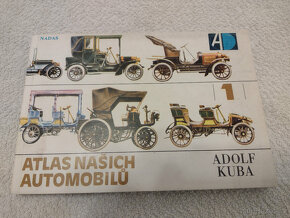 NADAS
A
1
ATLAS NAŠICH
AUTOMOBILŮ
ADOLF
KUBA